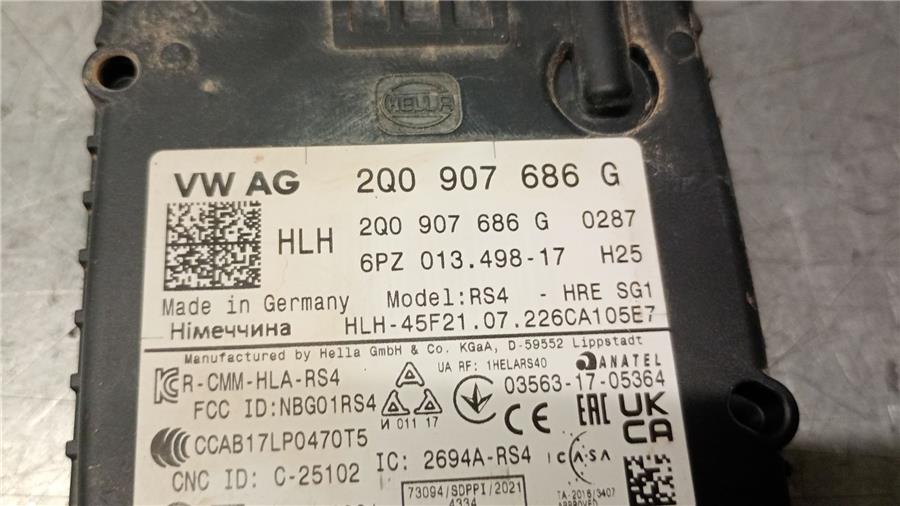 HELLA
VW AG 2Q0 907 686 G
HLH 2Q0 907 686 G 0287
6PZ 013.498-17 H25
Made in Germany Model:RS4 - HRE SG1
Німеччина HLH-45F21.07.226CA105E7
Manufactured by Hella GmbH & Co. KGaA, D-59552 Lippstadt
R-CMM-HLA-RS4 UA RF: 1HELARS40 ANATEL
FCC ID:NBG01RS4 И 011 17 CE 03563-17-05364
EAC UK CA
CCC CCAB17LP0470T5
CNC ID: C-25102 IC: 2694A-RS4 ICASA
73094/SDPPI/2021
4334
TA-2016/3407
APPROVED